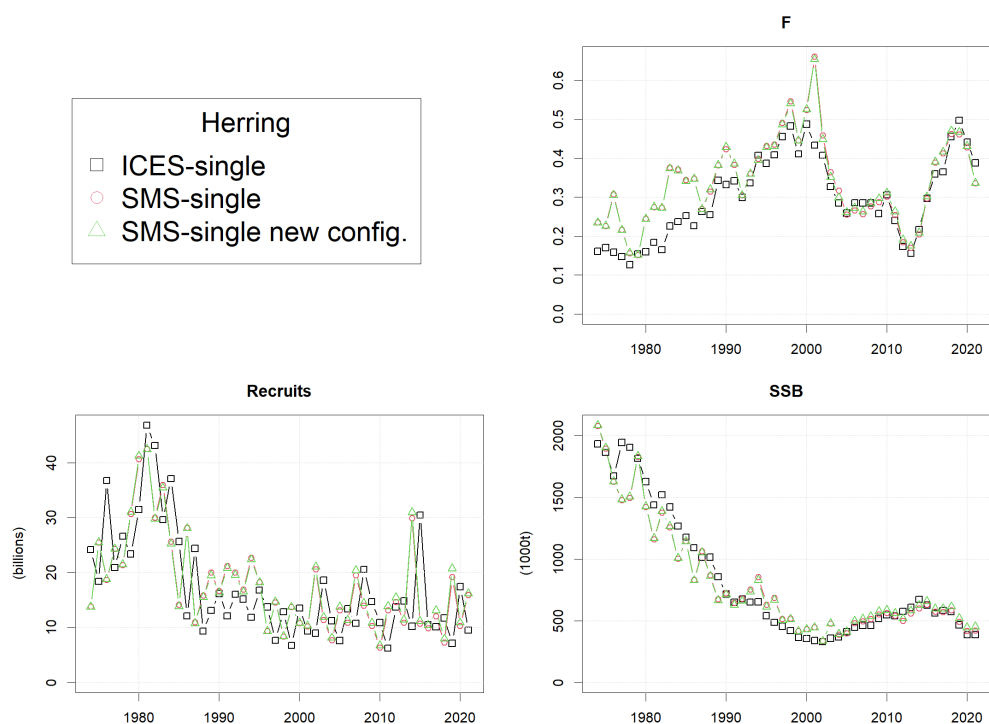 Herring
ICES-single
SMS-single
SMS-single new config.
F
0.6
0.5
0.4
0.3
0.2
0.1
0.0
1980 1990 2000 2010 2020
Recruits
(billions)
40
30
20
10
0
1980 1990 2000 2010 2020
SSB
(1000t)
2000
1500
1000
500
0
1980 1990 2000 2010 2020